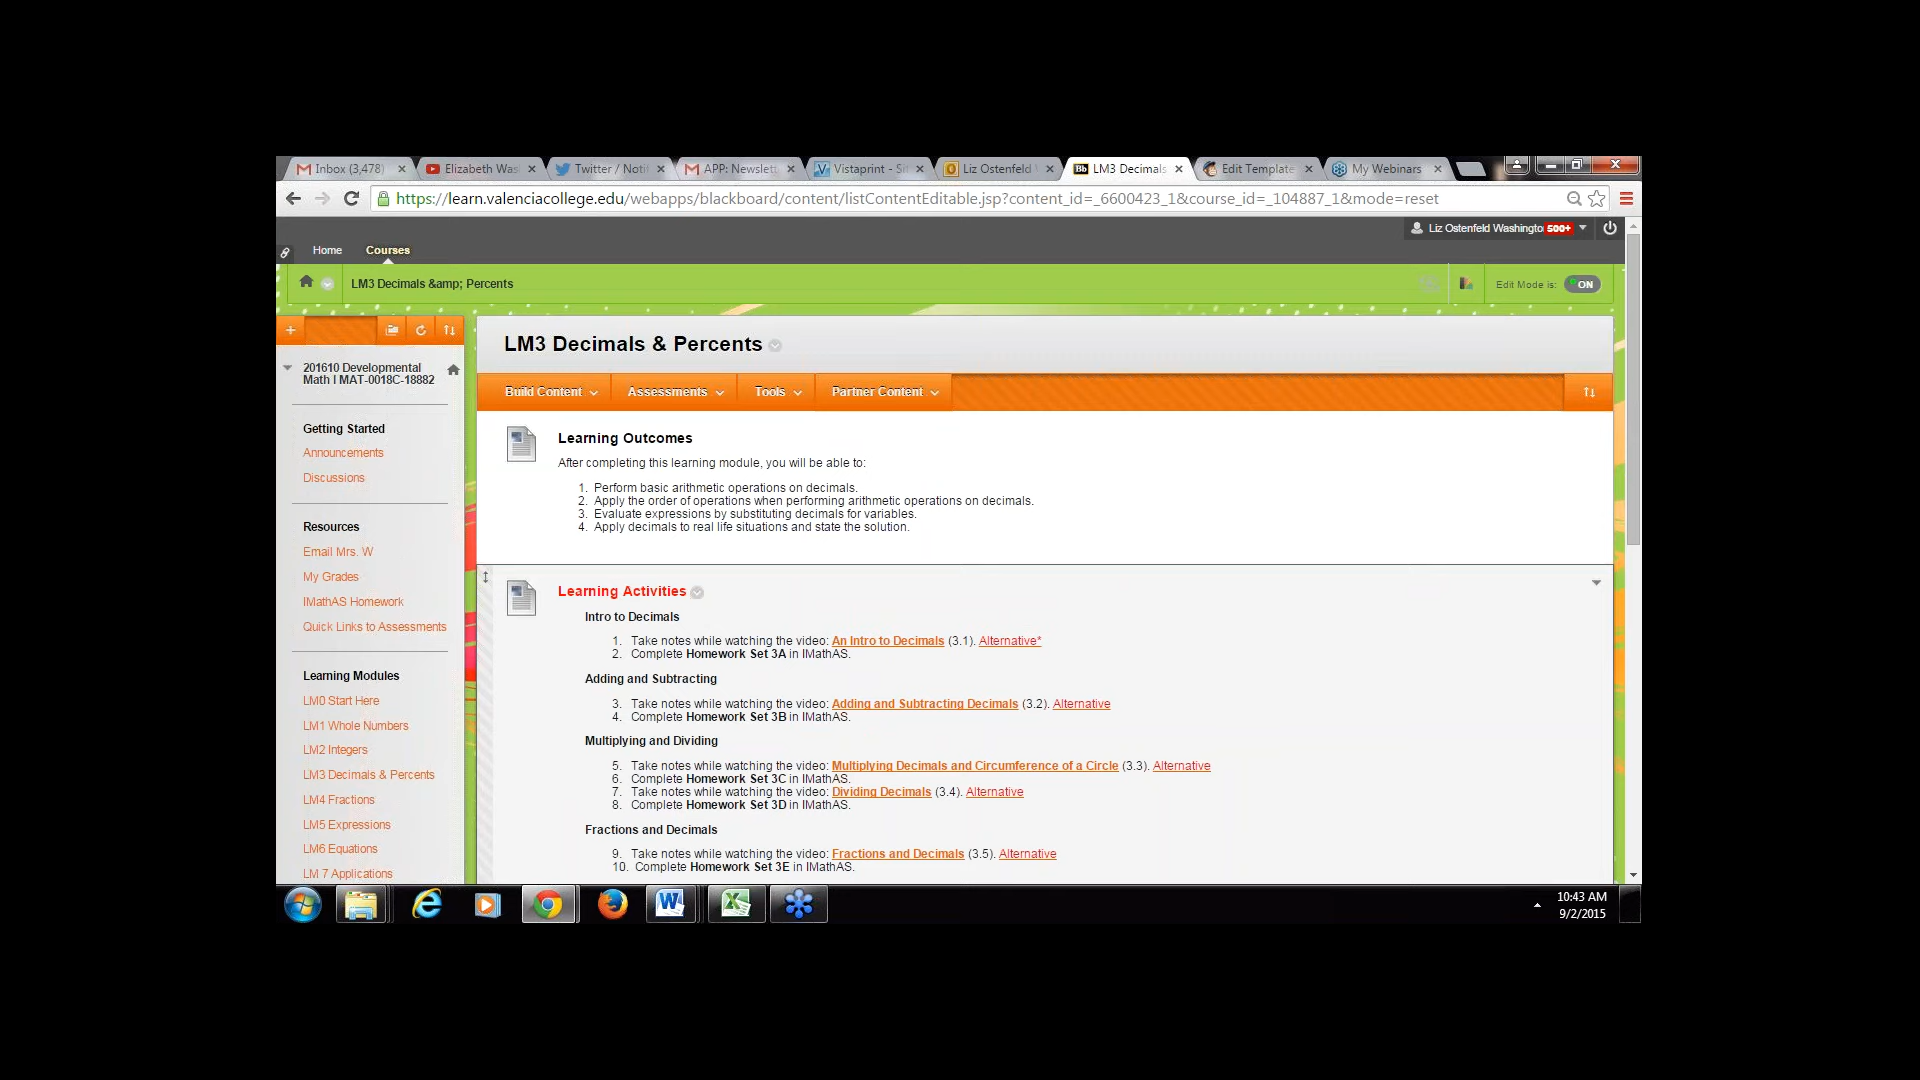 Inbox (3,478)
Elizabeth Was
Twitter / Noti
APP: Newslett
Vistaprint - Si
Liz Ostenfeld
LM3 Decimals
Edit Template
My Webinars
https://learn.valenciacollege.edu/webapps/blackboard/content/listContentEditable.jsp?content_id=_6600423_1&course_id=_104887_1&mode=reset
Liz Ostenfeld Washingto 500+
Home
Courses
LM3 Decimals &amp; Percents
Edit Mode is: ON
LM3 Decimals & Percents
Build Content
Assessments
Tools
Partner Content
201610 Developmental
Math I MAT-0018C-18882
Getting Started
Announcements
Discussions
Resources
Email Mrs. W
My Grades
IMathAS Homework
Quick Links to Assessments
Learning Modules
LM0 Start Here
LM1 Whole Numbers
LM2 Integers
LM3 Decimals & Percents
LM4 Fractions
LM5 Expressions
LM6 Equations
LM 7 Applications
Learning Outcomes
After completing this learning module, you will be able to:
1. Perform basic arithmetic operations on decimals.
2. Apply the order of operations when performing arithmetic operations on decimals.
3. Evaluate expressions by substituting decimals for variables.
4. Apply decimals to real life situations and state the solution.
Learning Activities
Intro to Decimals
1. Take notes while watching the video: An Intro to Decimals (3.1). Alternative*
2. Complete Homework Set 3A in IMathAS.
Adding and Subtracting
3. Take notes while watching the video: Adding and Subtracting Decimals (3.2). Alternative
4. Complete Homework Set 3B in IMathAS.
Multiplying and Dividing
5. Take notes while watching the video: Multiplying Decimals and Circumference of a Circle (3.3). Alternative
6. Complete Homework Set 3C in IMathAS.
7. Take notes while watching the video: Dividing Decimals (3.4). Alternative
8. Complete Homework Set 3D in IMathAS.
Fractions and Decimals
9. Take notes while watching the video: Fractions and Decimals (3.5). Alternative
10. Complete Homework Set 3E in IMathAS.
10:43 AM
9/2/2015